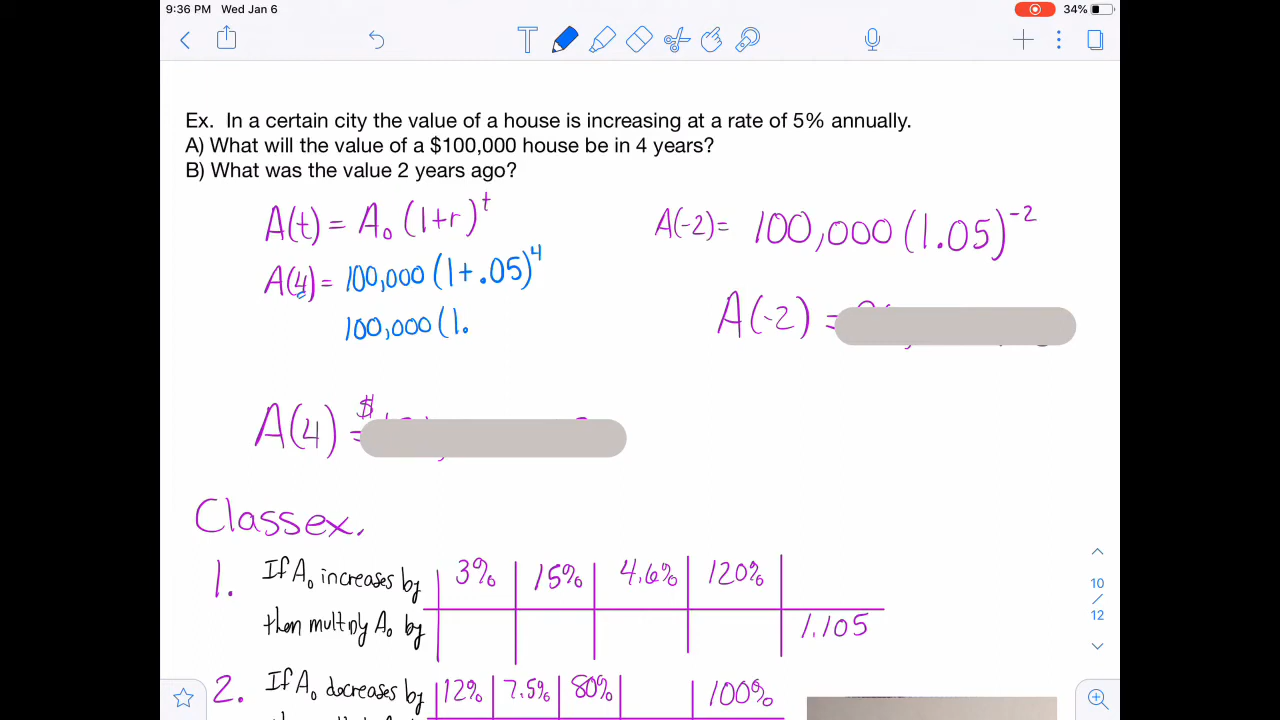 9:36 PM Wed Jan 6 34%
Ex. In a certain city the value of a house is increasing at a rate of 5% annually.
A) What will the value of a $100,000 house be in 4 years?
B) What was the value 2 years ago?
A(t) = A₀ (1+r)^t
A(4) = 100,000 (1+ .05)^4
100,000 (1.
A(-2) = 100,000 (1.05)^-2
A(-2) =
A(4) = $
Class ex.
1. If A₀ increases by 3% 15% 4.6% 120%
then multiply A₀ by 1.105
10
/
12
2. If A₀ decreases by 12% 7.5% 80% 100%